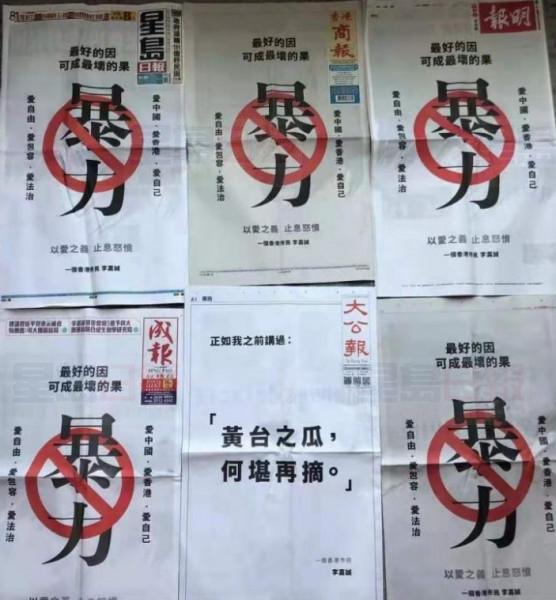 星島
日報
最好的因
可成最壞的果
愛中國·愛香港·愛自己
暴力
愛自由·愛包容·愛法治
以愛之義 止息怒憤
一個香港市民 李嘉誠
香港
商報
最好的因
可成最壞的果
愛中國·愛香港·愛自己
暴力
愛自由·愛包容·愛法治
以愛之義 止息怒憤
一個香港市民 李嘉誠
明報
最好的因
可成最壞的果
愛中國·愛香港·愛自己
暴力
愛自由·愛包容·愛法治
以愛之義 止息怒憤
一個香港市民 李嘉誠
成報
最好的因
可成最壞的果
愛中國·愛香港·愛自己
暴力
愛自由·愛包容·愛法治
以愛之義 止息怒憤
A1
大公報
正如我之前講過：
「黃台之瓜，
何堪再摘。」
一個香港市民
李嘉誠
最好的因
可成最壞的果
愛中國·愛香港·愛自己
暴力
愛自由·愛包容·愛法治
以愛之義 止息怒憤
一個香港市民 李嘉誠